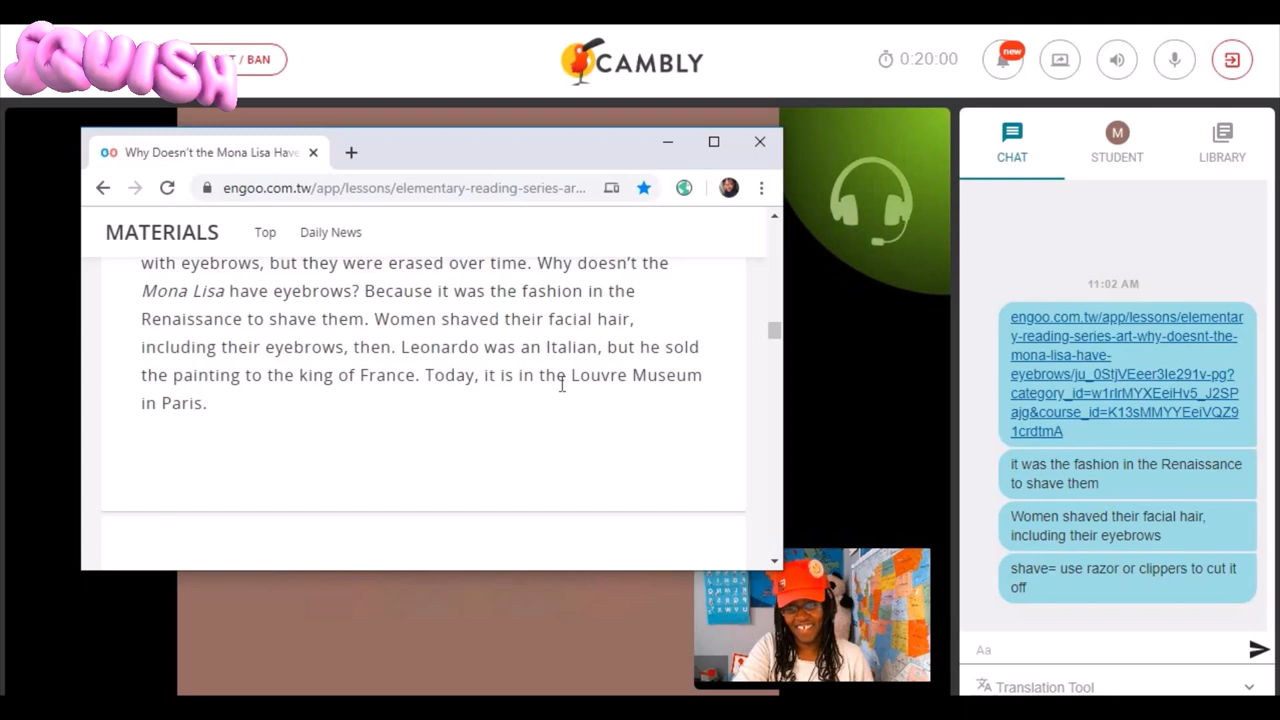 SQUISH
T / BAN
CAMBLY
0:20:00
new
Why Doesn't the Mona Lisa Have
engoo.com.tw/app/lessons/elementary-reading-series-ar...
MATERIALS
Top
Daily News
with eyebrows, but they were erased over time. Why doesn't the
Mona Lisa have eyebrows? Because it was the fashion in the
Renaissance to shave them. Women shaved their facial hair,
including their eyebrows, then. Leonardo was an Italian, but he sold
the painting to the king of France. Today, it is in the Louvre Museum
in Paris.
CHAT
M
STUDENT
LIBRARY
11:02 AM
engoo.com.tw/app/lessons/elementar
y-reading-series-art-why-doesnt-the-
mona-lisa-have-
eyebrows/ju_0StjVEeer3Ie291v-pg?
category_id=w1rIrMYXEeiHv5_J2SP
ajg&course_id=K13sMMYYEeiVQZ9
1crdtmA
it was the fashion in the Renaissance
to shave them
Women shaved their facial hair,
including their eyebrows
shave= use razor or clippers to cut it
off
Aa
Translation Tool